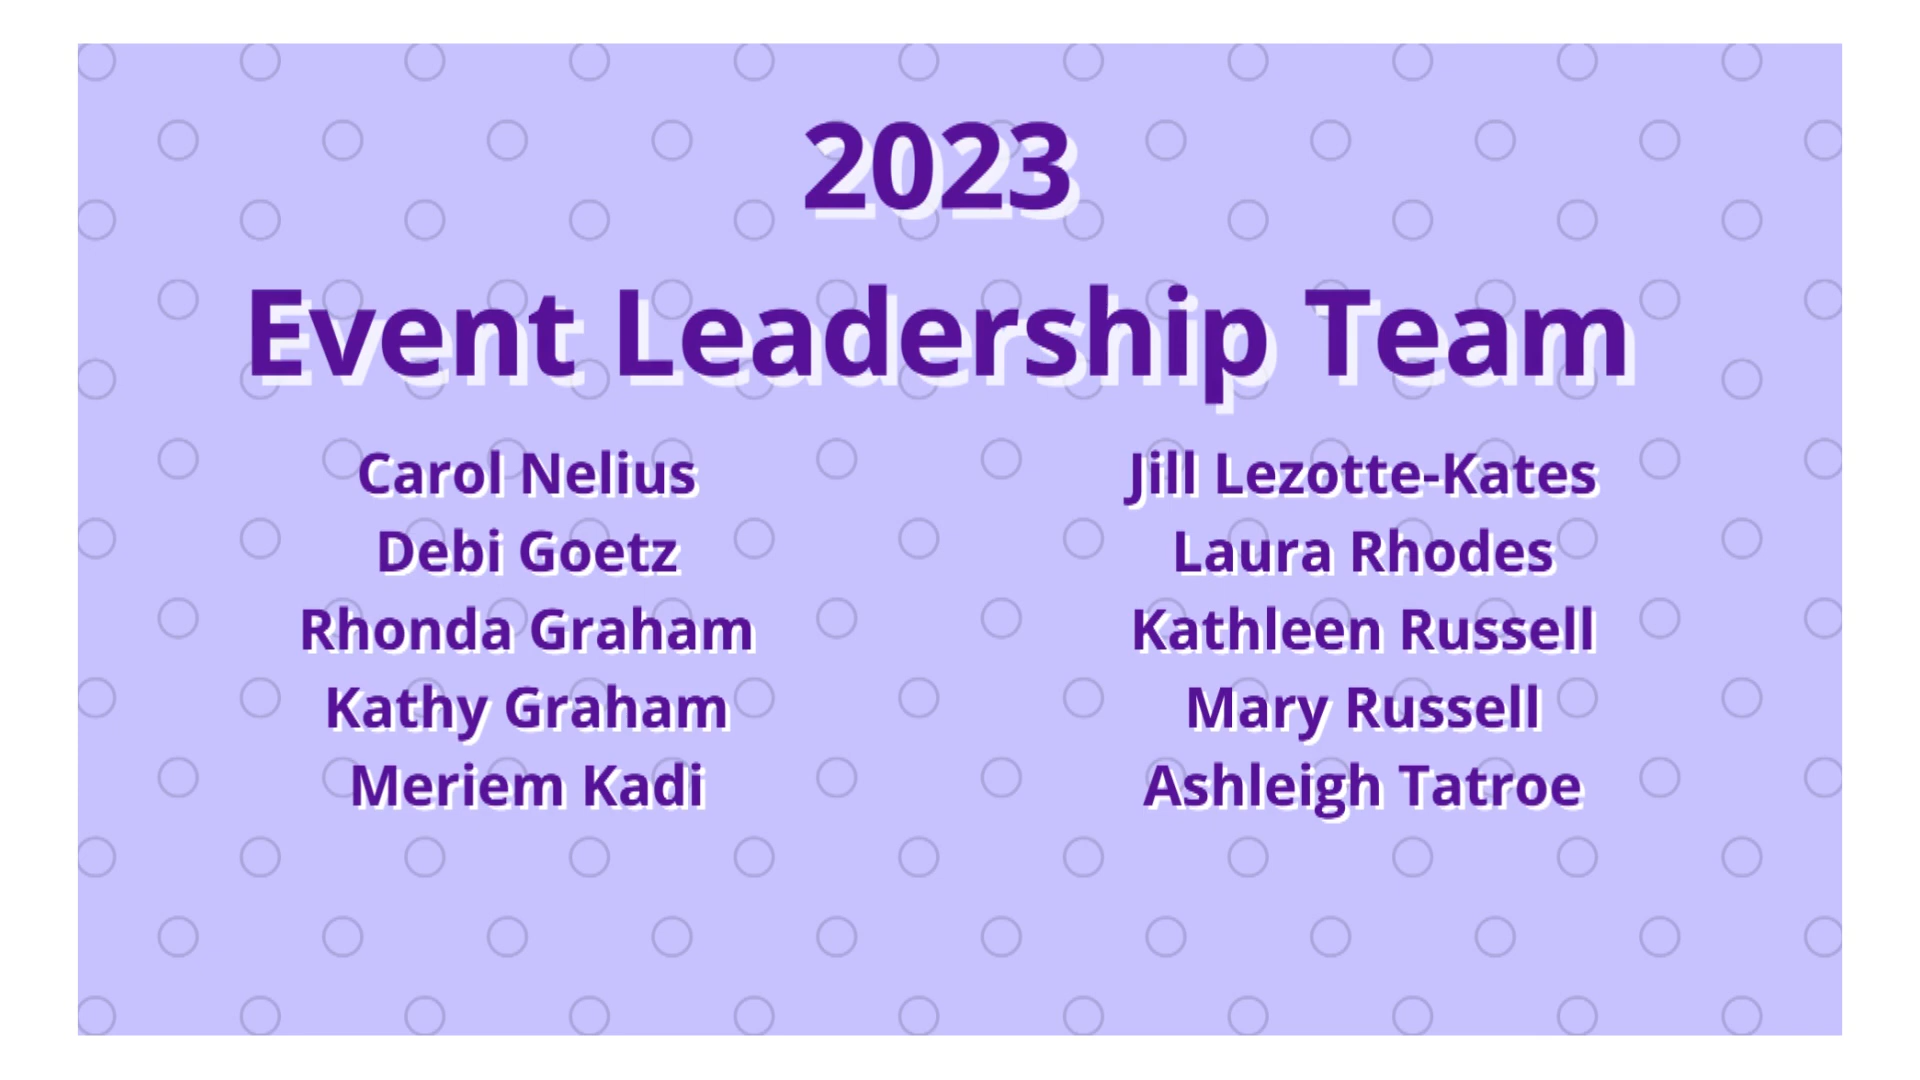 2023
Event Leadership Team
Carol Nelius
Debi Goetz
Rhonda Graham
Kathy Graham
Meriem Kadi
Jill Lezotte-Kates
Laura Rhodes
Kathleen Russell
Mary Russell
Ashleigh Tatroe